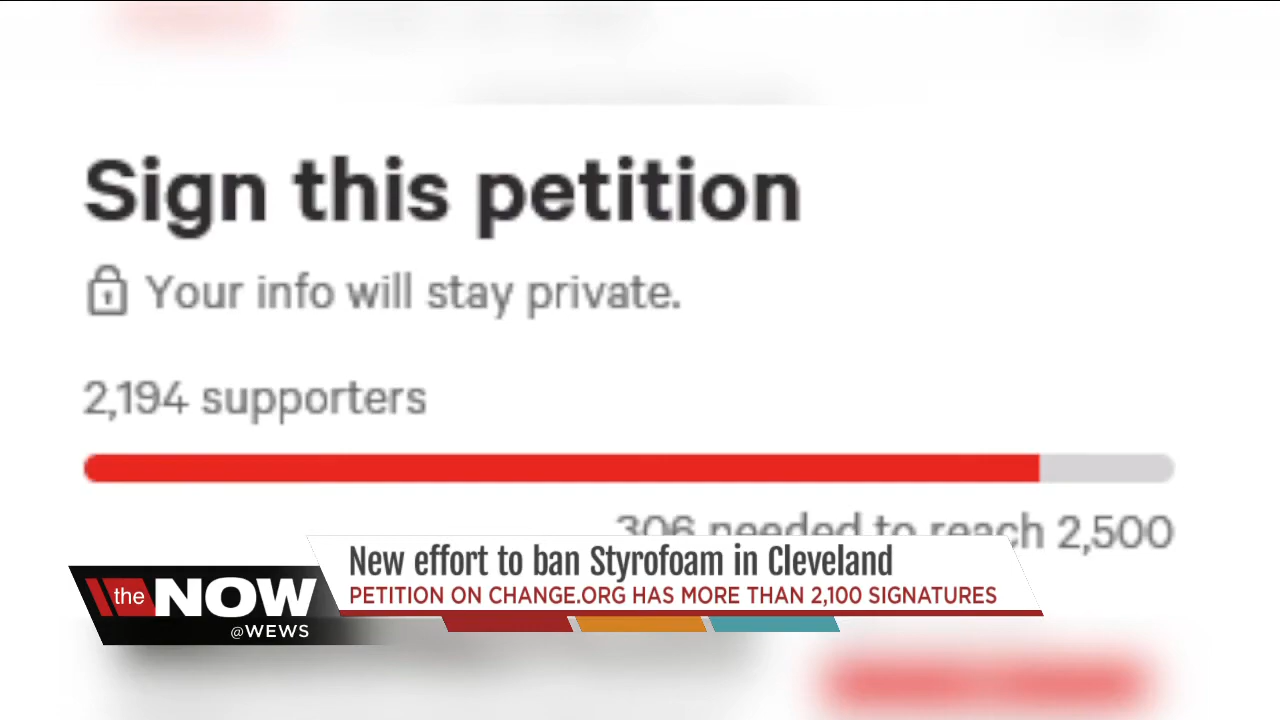 Sign this petition
Your info will stay private.
2,194 supporters
306 needed to reach 2,500
New effort to ban Styrofoam in Cleveland
PETITION ON CHANGE.ORG HAS MORE THAN 2,100 SIGNATURES
the NOW
@WEWS